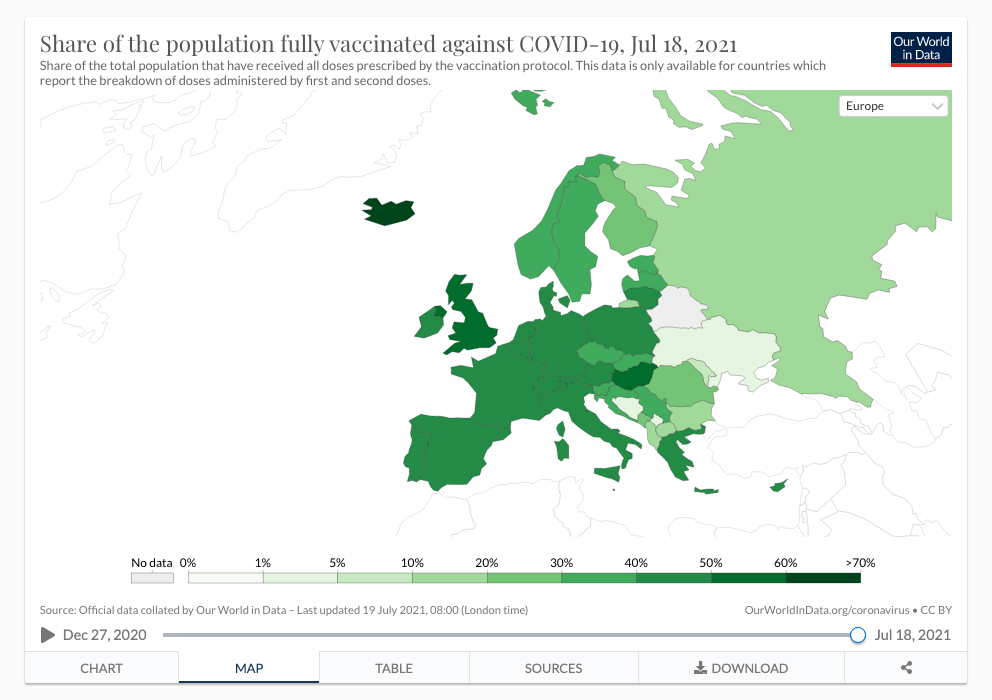 Share of the population fully vaccinated against COVID-19, Jul 18, 2021
Our World
in Data
Share of the total population that have received all doses prescribed by the vaccination protocol. This data is only available for countries which
report the breakdown of doses administered by first and second doses.
Europe
No data 0% 1% 5% 10% 20% 30% 40% 50% 60% >70%
Source: Official data collated by Our World in Data – Last updated 19 July 2021, 08:00 (London time)
OurWorldInData.org/coronavirus • CC BY
Dec 27, 2020
Jul 18, 2021
CHART MAP TABLE SOURCES DOWNLOAD